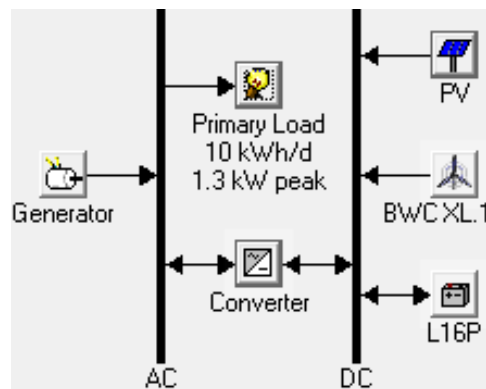 PV
Primary Load
10 kWh/d
1.3 kW peak
Generator
BWC XL.1
Converter
L16P
AC
DC